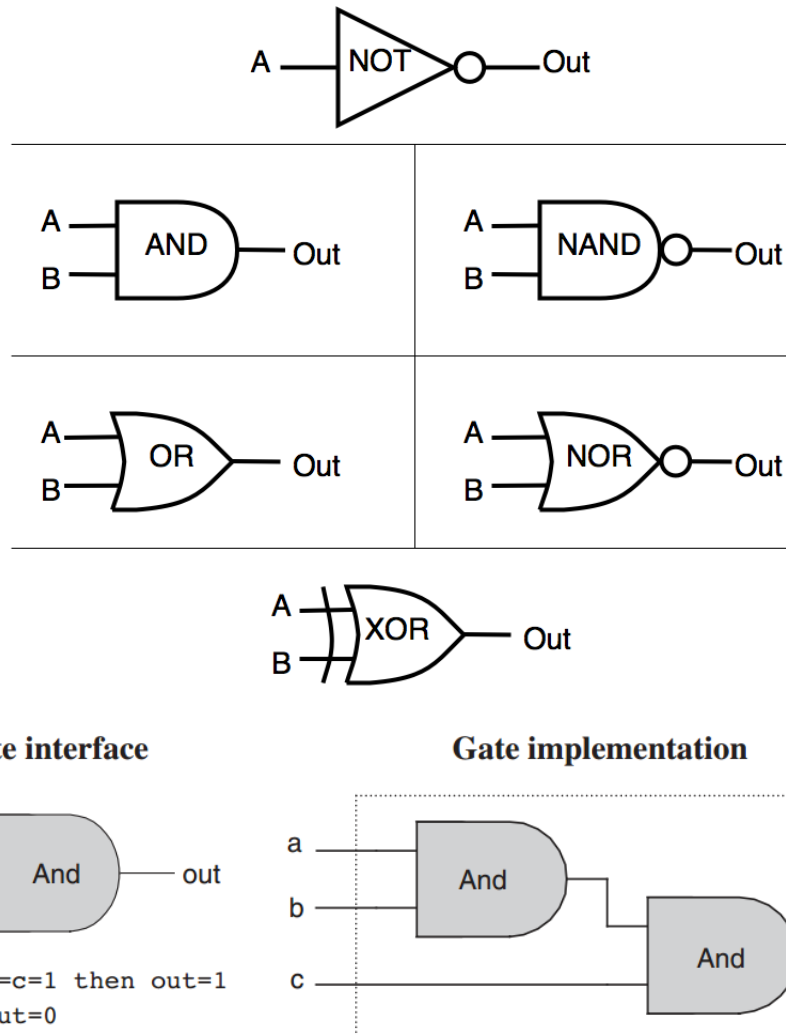 A NOT Out
A AND Out
B
A NAND Out
B
A OR Out
B
A NOR Out
B
A XOR Out
B
te interface
And out
=c=1 then out=1
ut=0
Gate implementation
a
And
b
And
c